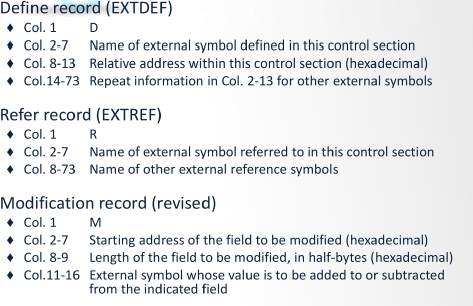 Define record (EXTDEF)
♦ Col. 1 D
♦ Col. 2-7 Name of external symbol defined in this control section
♦ Col. 8-13 Relative address within this control section (hexadecimal)
♦ Col.14-73 Repeat information in Col. 2-13 for other external symbols
Refer record (EXTREF)
♦ Col. 1 R
♦ Col. 2-7 Name of external symbol referred to in this control section
♦ Col. 8-73 Name of other external reference symbols
Modification record (revised)
♦ Col. 1 M
♦ Col. 2-7 Starting address of the field to be modified (hexadecimal)
♦ Col. 8-9 Length of the field to be modified, in half-bytes (hexadecimal)
♦ Col.11-16 External symbol whose value is to be added to or subtracted
from the indicated field